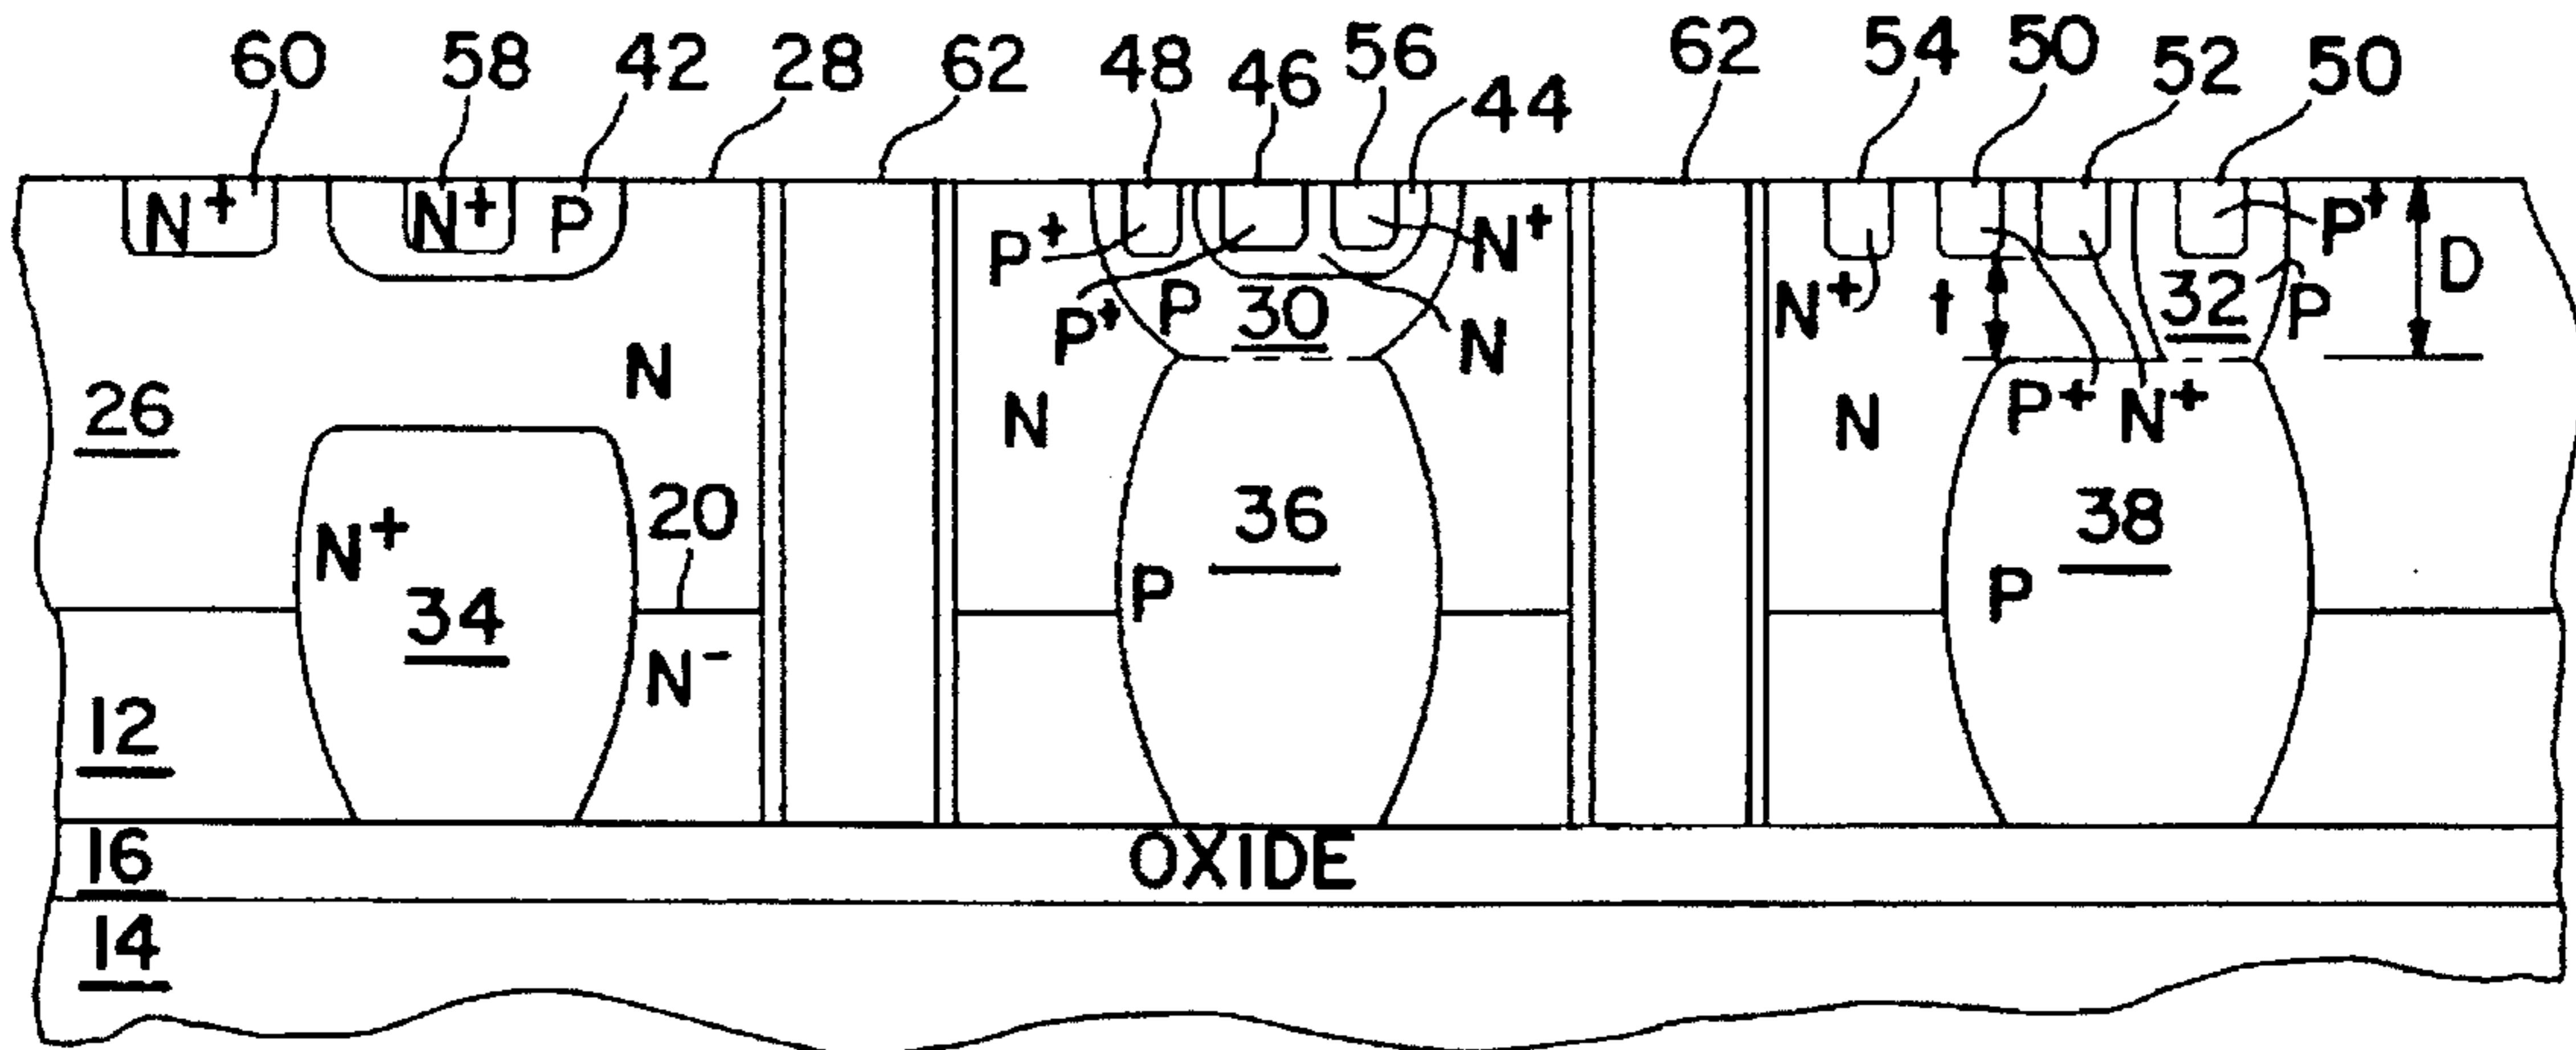 60 58 42 28 62 48 46 56 44 62 54 50 52 50
N+ N+ P P+ N+ P+ D
P+ P 30 N N+ t 32 P
26 N N N P+ N+ N
N+ 20 36 38
34 P P
12 N-
16 OXIDE
14